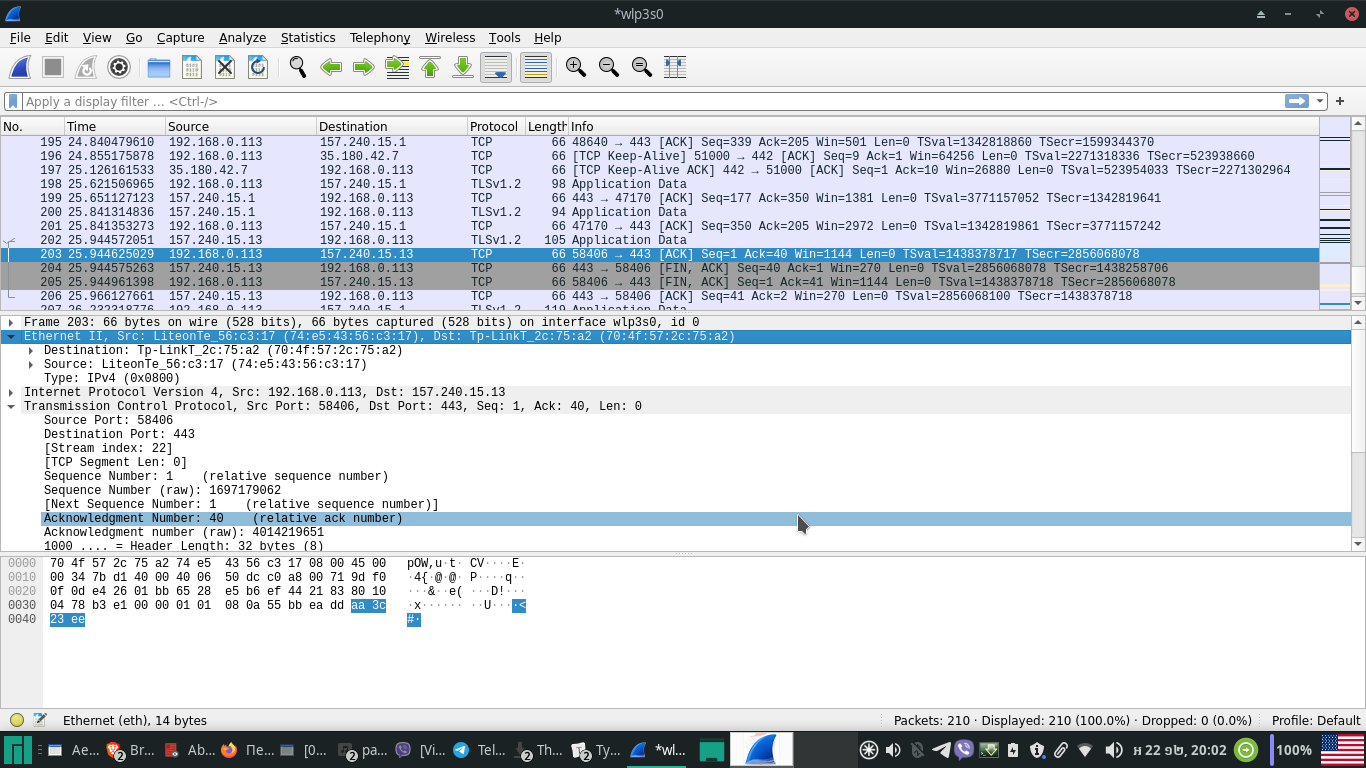 *wlp3s0
File Edit View Go Capture Analyze Statistics Telephony Wireless Tools Help
Apply a display filter ... <Ctrl-/>
No. Time Source Destination Protocol Length Info
195 24.840479610 192.168.0.113 157.240.15.1 TCP 66 48640 → 443 [ACK] Seq=339 Ack=205 Win=501 Len=0 TSval=1342818860 TSecr=1599344370
196 24.855175878 192.168.0.113 35.180.42.7 TCP 66 [TCP Keep-Alive] 51000 → 442 [ACK] Seq=9 Ack=1 Win=64256 Len=0 TSval=2271318336 TSecr=523938660
197 25.126161533 35.180.42.7 192.168.0.113 TCP 66 [TCP Keep-Alive ACK] 442 → 51000 [ACK] Seq=1 Ack=10 Win=26880 Len=0 TSval=523954033 TSecr=2271302964
198 25.621506965 192.168.0.113 157.240.15.1 TLSv1.2 98 Application Data
199 25.651127123 157.240.15.1 192.168.0.113 TCP 66 443 → 47170 [ACK] Seq=177 Ack=350 Win=1381 Len=0 TSval=3771157052 TSecr=1342819641
200 25.841314836 157.240.15.1 192.168.0.113 TLSv1.2 94 Application Data
201 25.841353273 192.168.0.113 157.240.15.1 TCP 66 47170 → 443 [ACK] Seq=350 Ack=205 Win=2972 Len=0 TSval=1342819861 TSecr=3771157242
202 25.944572051 157.240.15.13 192.168.0.113 TLSv1.2 105 Application Data
203 25.944625029 192.168.0.113 157.240.15.13 TCP 66 58406 → 443 [ACK] Seq=1 Ack=40 Win=1144 Len=0 TSval=1438378717 TSecr=2856068078
204 25.944575263 157.240.15.13 192.168.0.113 TCP 66 443 → 58406 [FIN, ACK] Seq=40 Ack=1 Win=270 Len=0 TSval=2856068078 TSecr=1438258706
205 25.944961398 192.168.0.113 157.240.15.13 TCP 66 58406 → 443 [FIN, ACK] Seq=1 Ack=41 Win=1144 Len=0 TSval=1438378718 TSecr=2856068078
206 25.966127661 157.240.15.13 192.168.0.113 TCP 66 443 → 58406 [ACK] Seq=41 Ack=2 Win=270 Len=0 TSval=2856068100 TSecr=1438378718
Frame 203: 66 bytes on wire (528 bits), 66 bytes captured (528 bits) on interface wlp3s0, id 0
Ethernet II, Src: LiteonTe_56:c3:17 (74:e5:43:56:c3:17), Dst: Tp-LinkT_2c:75:a2 (70:4f:57:2c:75:a2)
Destination: Tp-LinkT_2c:75:a2 (70:4f:57:2c:75:a2)
Source: LiteonTe_56:c3:17 (74:e5:43:56:c3:17)
Type: IPv4 (0x0800)
Internet Protocol Version 4, Src: 192.168.0.113, Dst: 157.240.15.13
Transmission Control Protocol, Src Port: 58406, Dst Port: 443, Seq: 1, Ack: 40, Len: 0
Source Port: 58406
Destination Port: 443
[Stream index: 22]
[TCP Segment Len: 0]
Sequence Number: 1 (relative sequence number)
Sequence Number (raw): 1697179062
[Next Sequence Number: 1 (relative sequence number)]
Acknowledgment Number: 40 (relative ack number)
Acknowledgment number (raw): 4014219651
1000 .... = Header Length: 32 bytes (8)
0000 70 4f 57 2c 75 a2 74 e5 43 56 c3 17 08 00 45 00 pOW,u·t· CV····E·
0010 00 34 7b d1 40 00 40 06 50 dc c0 a8 00 71 9d f0 ·4{·@·@· P····q··
0020 0f 0d e4 26 01 bb 65 28 e5 b6 ef 44 21 83 80 10 ···&··e( ···D!···
0030 04 78 b3 e1 00 00 01 01 08 0a 55 bb ea dd aa 3c ·x······ ··U····<
0040 23 ee #·
Ethernet (eth), 14 bytes Packets: 210 · Displayed: 210 (100.0%) · Dropped: 0 (0.0%) Profile: Default
Ae... 2 Br... Ab... Пе... [0... 2 pa... [Vi... Tel... 2 Th... 2 Ty... *wl... 22 փտ, 20:02 100%